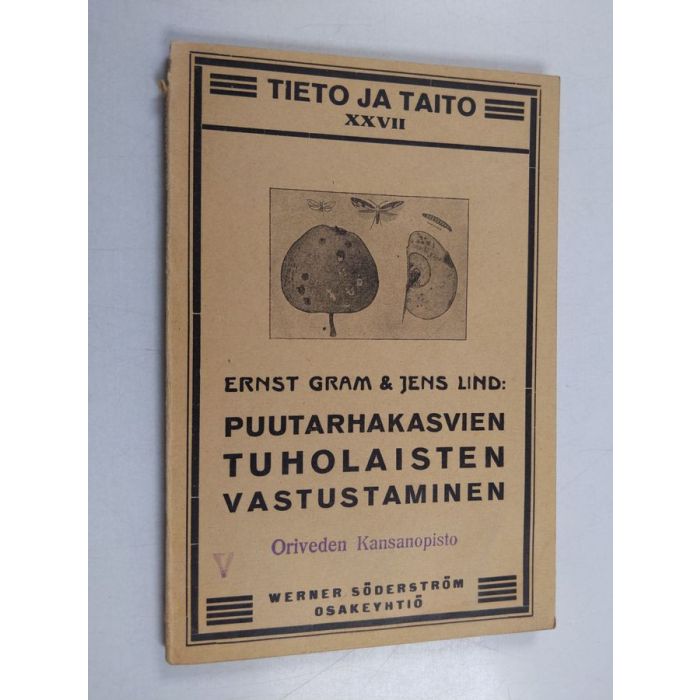 TIETO JA TAITO
XXVII
ERNST GRAM & JENS LIND:
PUUTARHAKASVIEN
TUHOLAISTEN
VASTUSTAMINEN
Oriveden Kansanopisto
V
WERNER SÖDERSTRÖM
OSAKEYHTIÖ